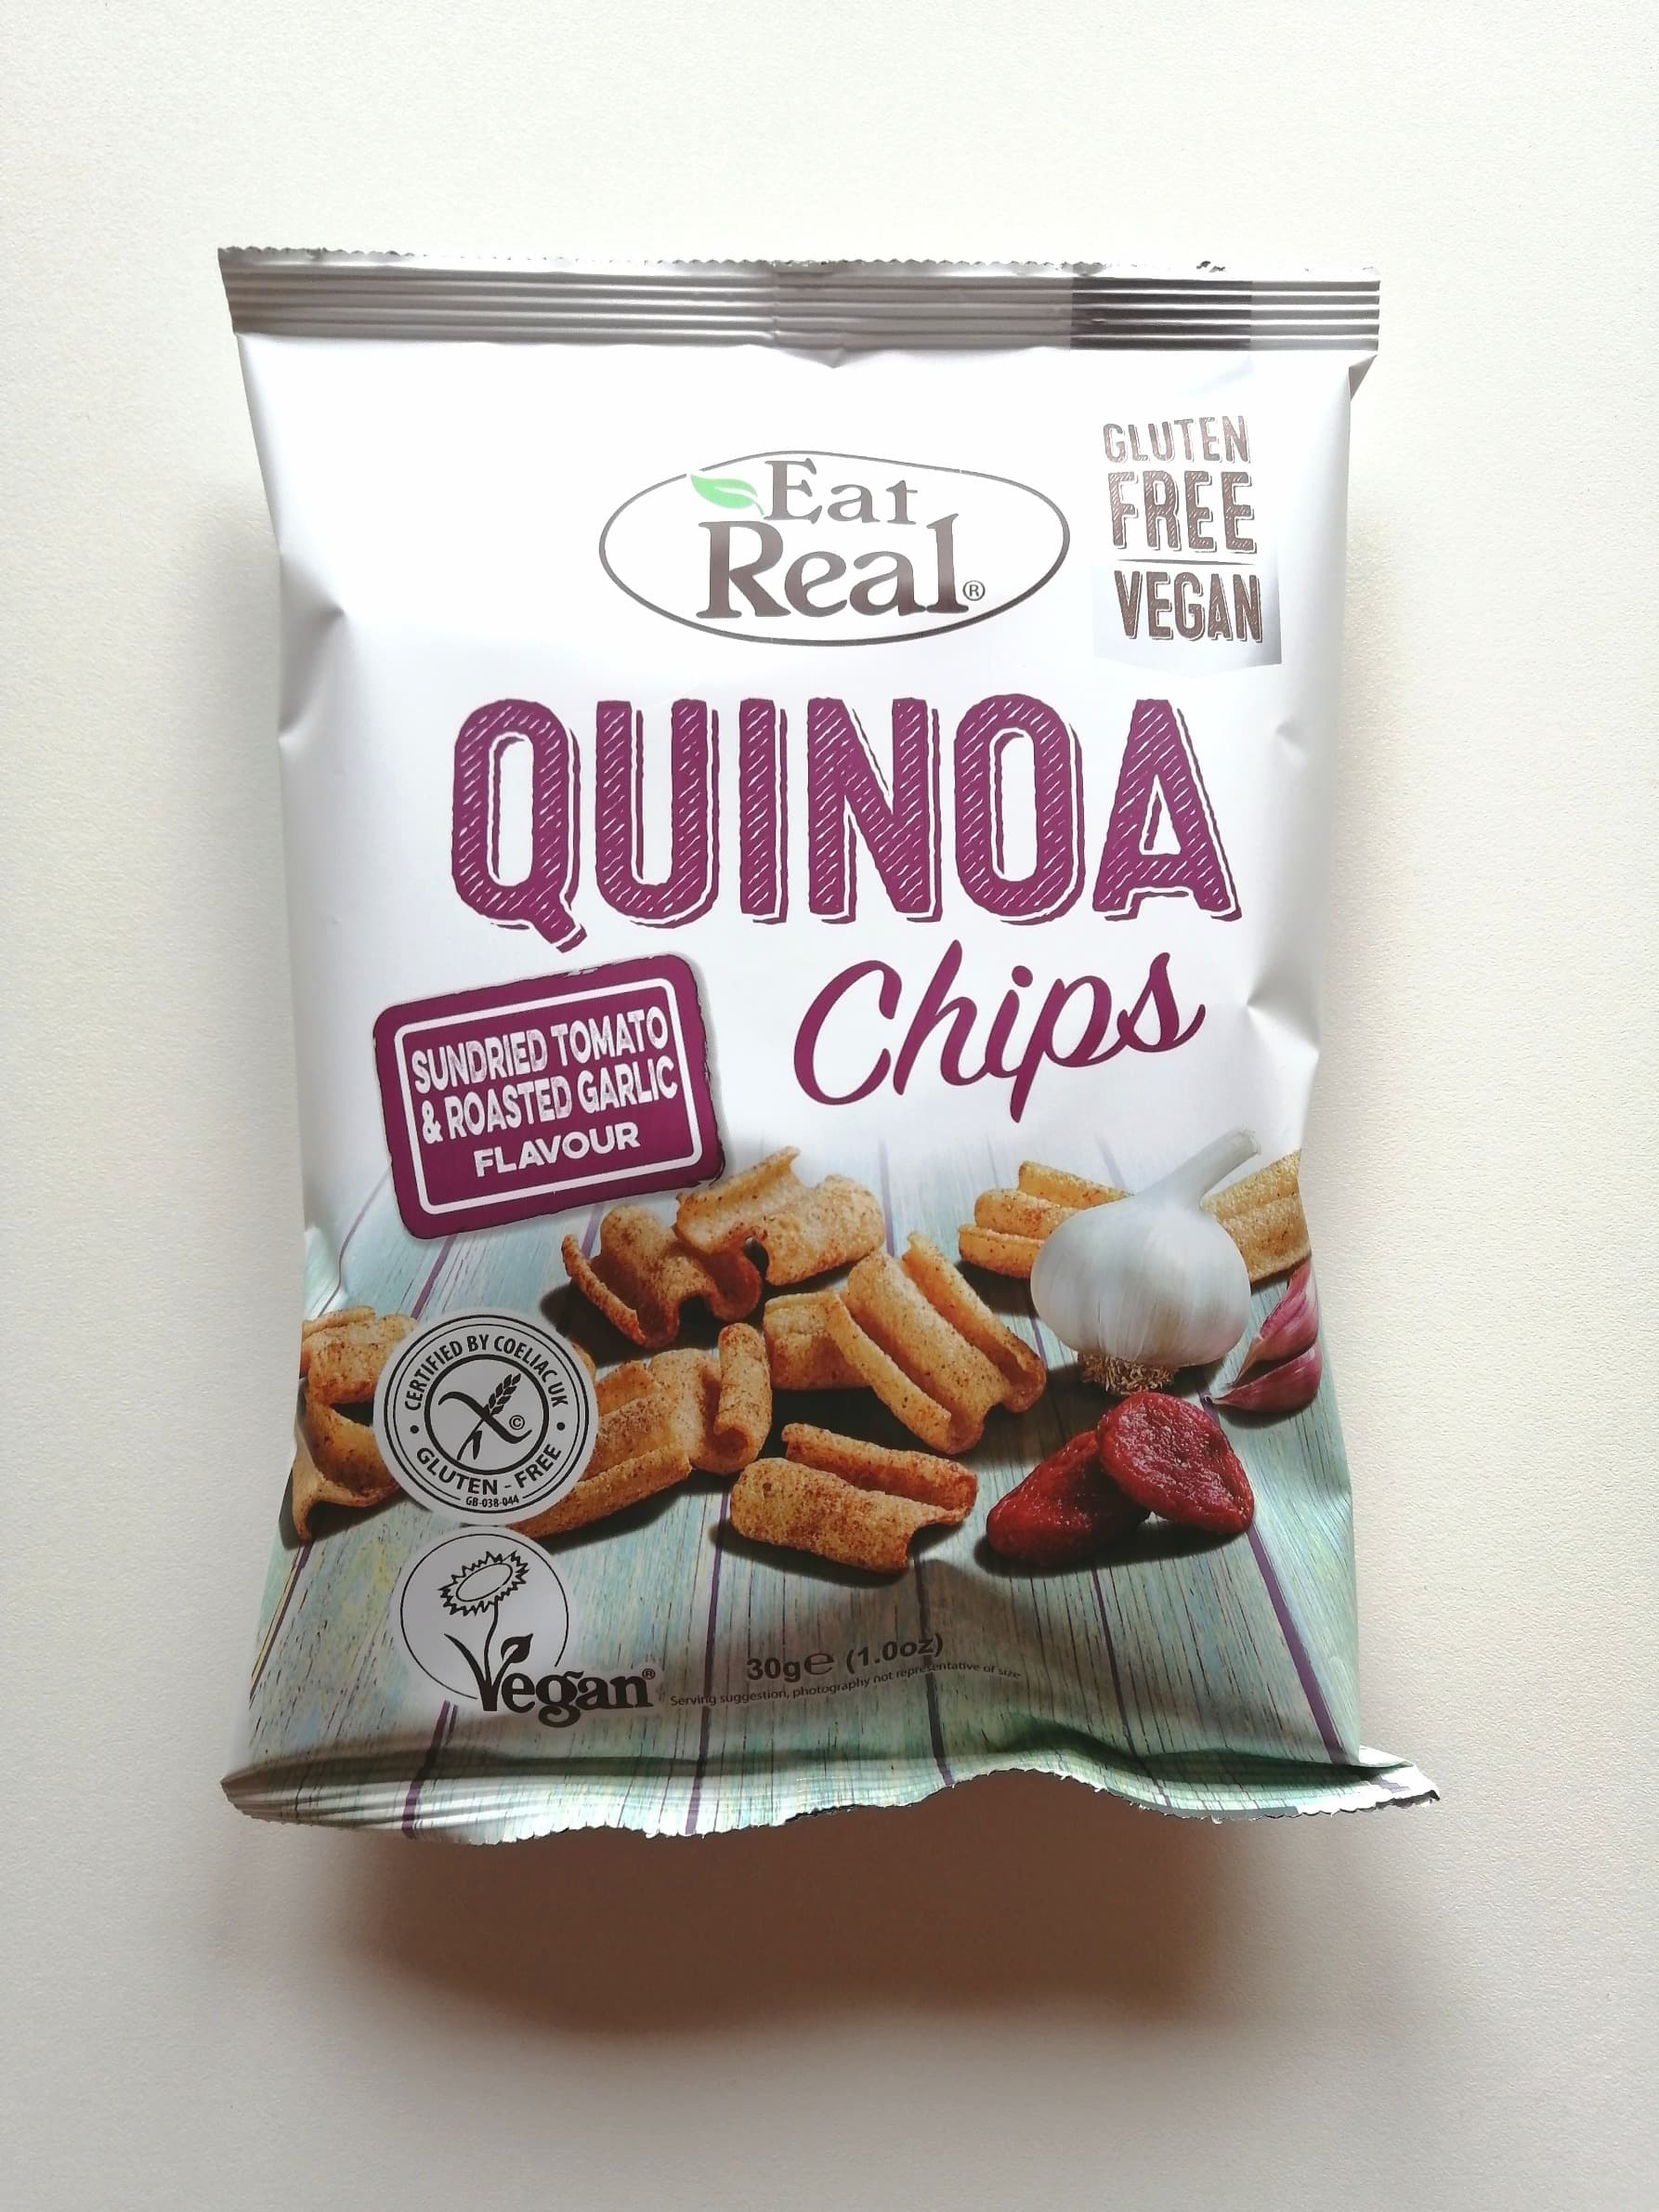 Eat
Real®
GLUTEN
FREE
VEGAN
QUINOA
Chips
SUNDRIED TOMATO
& ROASTED GARLIC
FLAVOUR
CERTIFIED BY COELIAC UK
©
GLUTEN - FREE
GB-038-044
Vegan®
30g℮ (1.0oz)
Serving suggestion, photography not representative of size